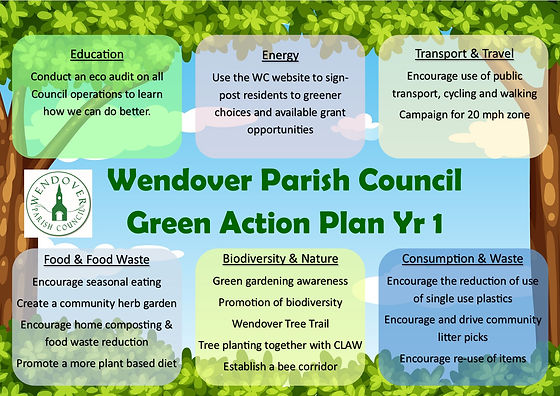 Education
Conduct an eco audit on all
Council operations to learn
how we can do better.
Energy
Use the WC website to sign-
post residents to greener
choices and available grant
opportunities
Transport & Travel
Encourage use of public
transport, cycling and walking
Campaign for 20 mph zone
WENDOVER
PARISH COUNCIL
Wendover Parish Council
Green Action Plan Yr 1
Food & Food Waste
Encourage seasonal eating
Create a community herb garden
Encourage home composting &
food waste reduction
Promote a more plant based diet
Biodiversity & Nature
Green gardening awareness
Promotion of biodiversity
Wendover Tree Trail
Tree planting together with CLAW
Establish a bee corridor
Consumption & Waste
Encourage the reduction of use
of single use plastics
Encourage and drive community
litter picks
Encourage re-use of items